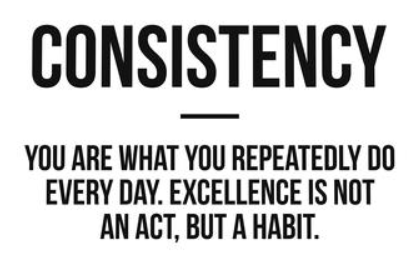 CONSISTENCY
YOU ARE WHAT YOU REPEATEDLY DO
EVERY DAY. EXCELLENCE IS NOT
AN ACT, BUT A HABIT.